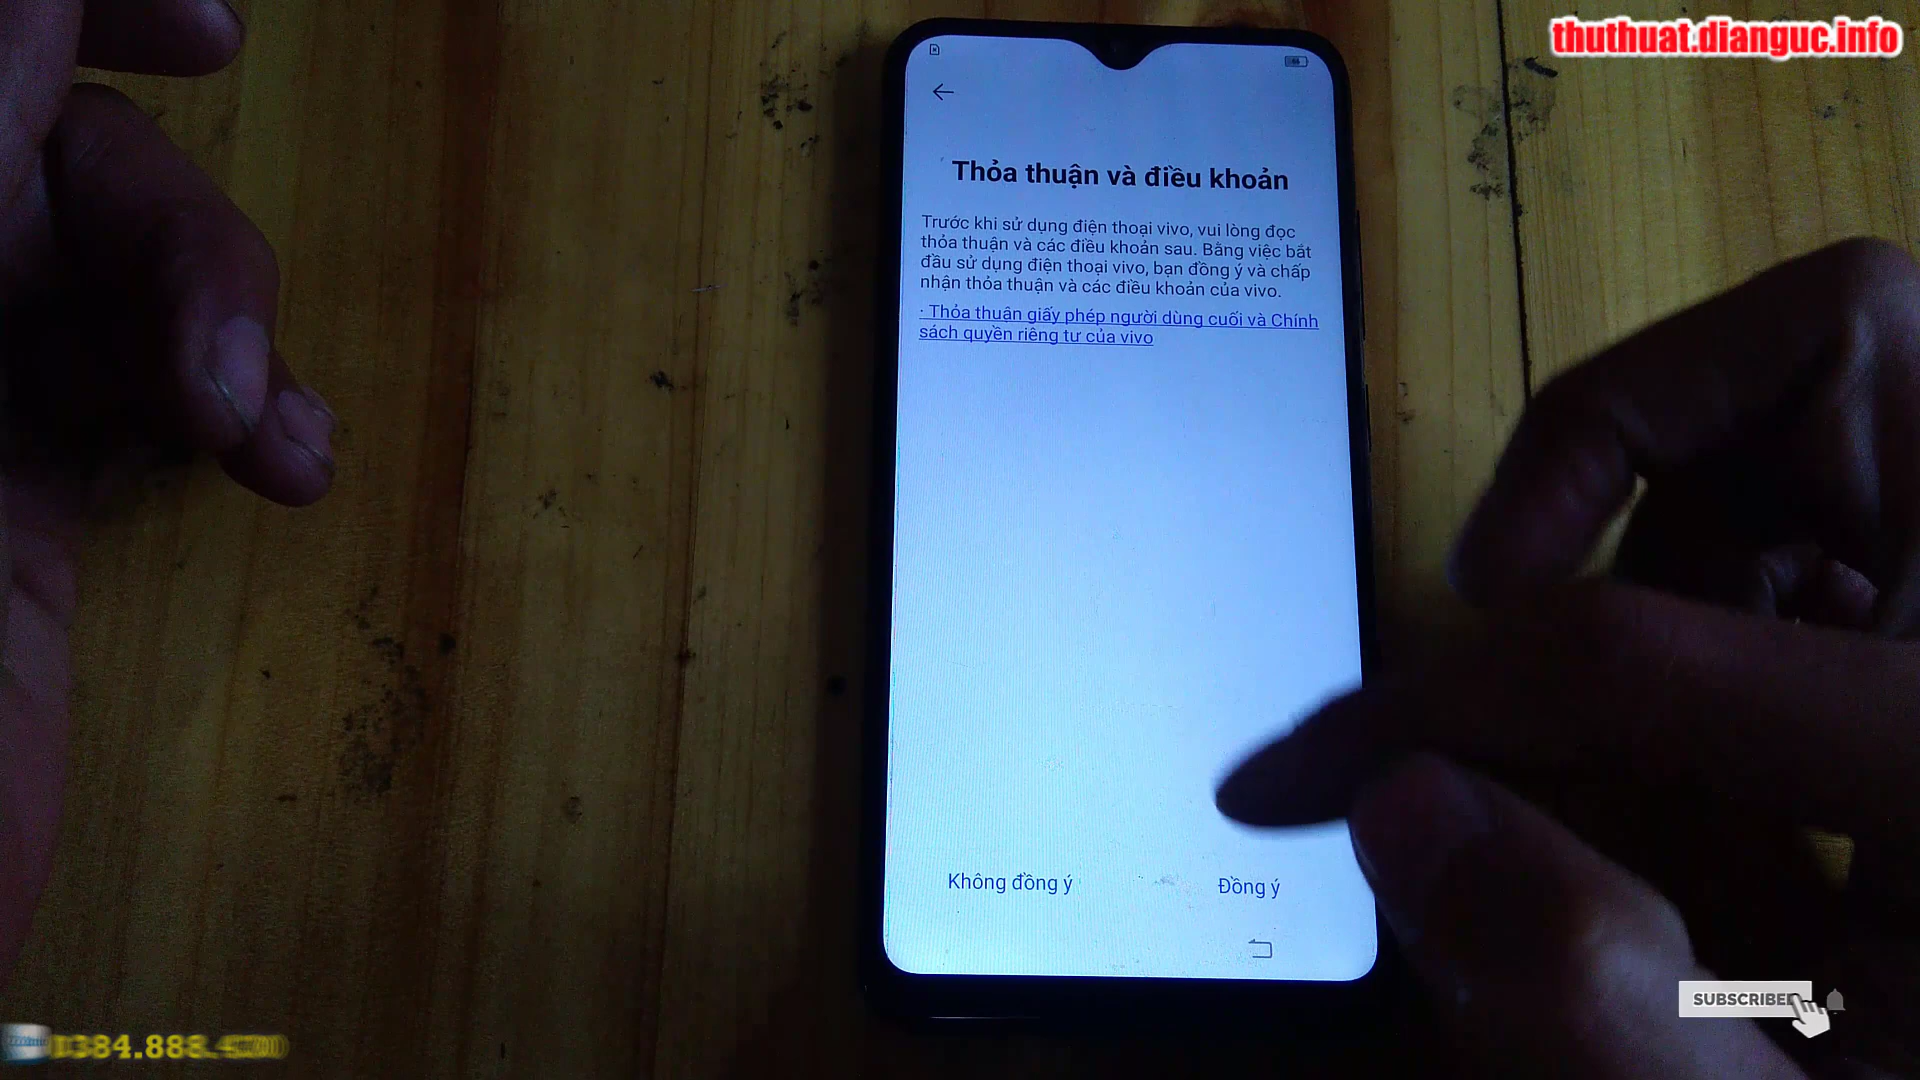 thuthuat.dianguc.info
Thỏa thuận và điều khoản
Trước khi sử dụng điện thoại vivo, vui lòng đọc
thỏa thuận và các điều khoản sau. Bằng việc bắt
đầu sử dụng điện thoại vivo, bạn đồng ý và chấp
nhận thỏa thuận và các điều khoản của vivo.
· Thỏa thuận giấy phép người dùng cuối và Chính
sách quyền riêng tư của vivo
Không đồng ý
Đồng ý
SUBSCRIBED